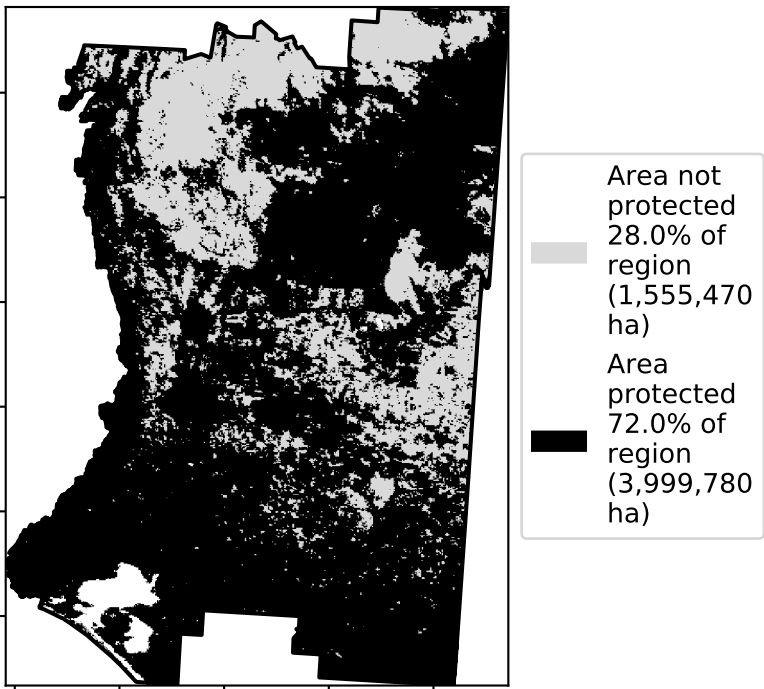 Area not
protected
28.0% of
region
(1,555,470
ha)
Area
protected
72.0% of
region
(3,999,780
ha)